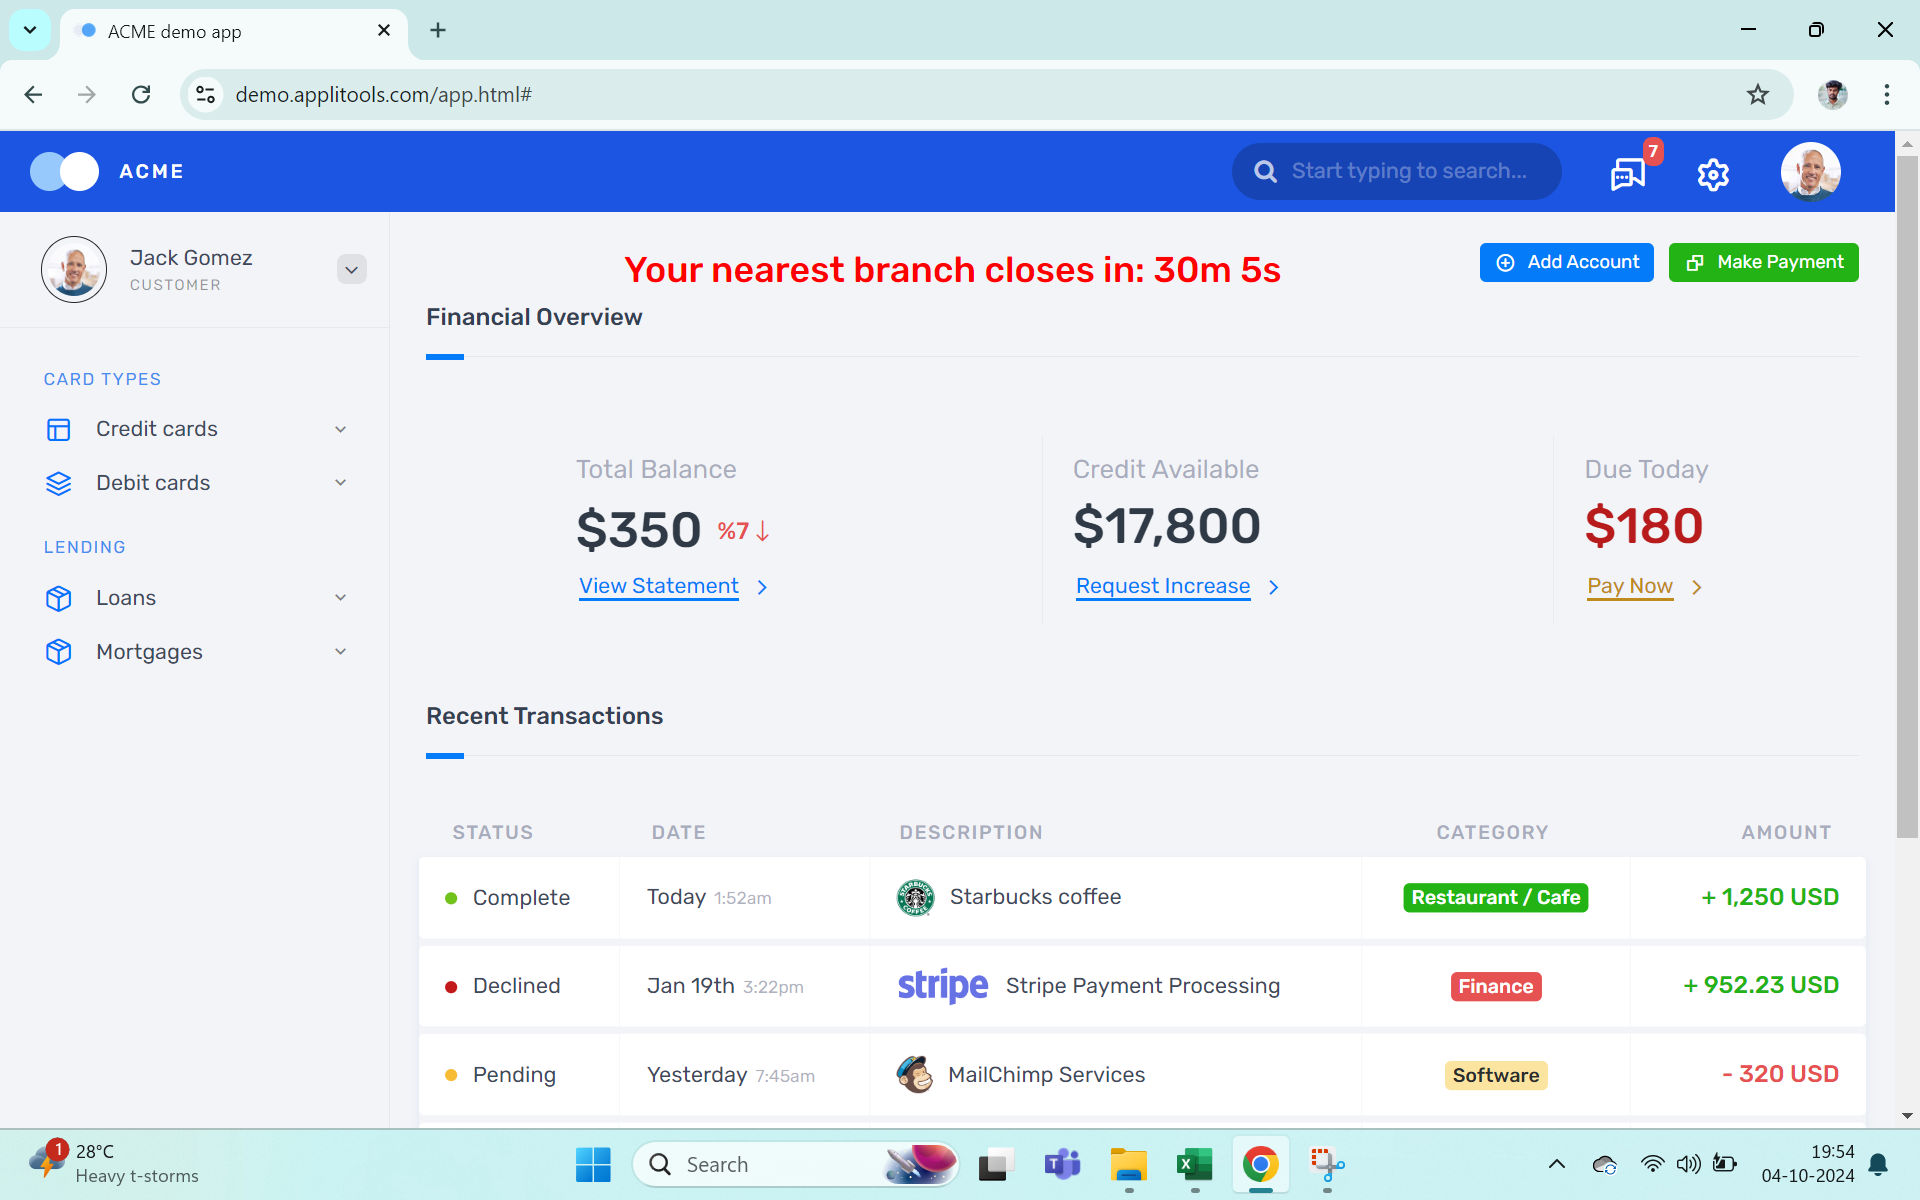 ACME demo app
demo.applitools.com/app.html#
ACME
Start typing to search...
7
Jack Gomez
CUSTOMER
Your nearest branch closes in: 30m 5s
Add Account
Make Payment
Financial Overview
CARD TYPES
Credit cards
Debit cards
LENDING
Loans
Mortgages
Total Balance
$350 %7
View Statement
Credit Available
$17,800
Request Increase
Due Today
$180
Pay Now
Recent Transactions
STATUS DATE DESCRIPTION CATEGORY AMOUNT
Complete Today 1:52am STARBUCKS COFFEE Starbucks coffee Restaurant / Cafe + 1,250 USD
Declined Jan 19th 3:22pm stripe Stripe Payment Processing Finance + 952.23 USD
Pending Yesterday 7:45am MailChimp Services Software - 320 USD
1
28°C
Heavy t-storms
Search
19:54
04-10-2024